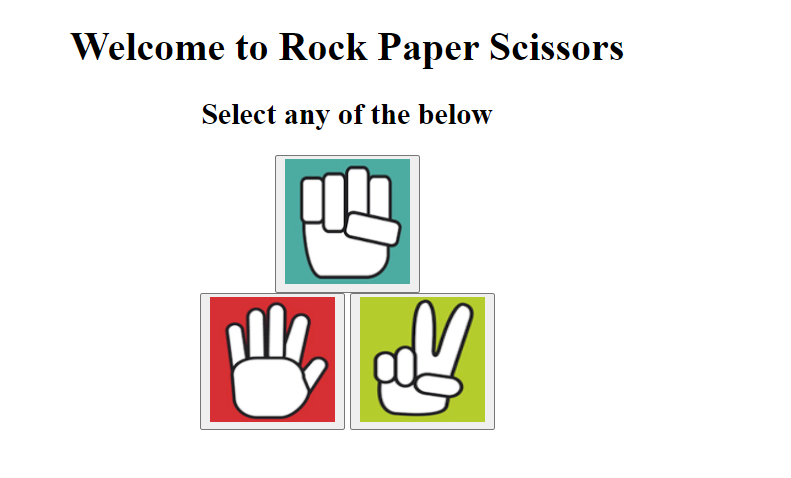 Welcome to Rock Paper Scissors
Select any of the below